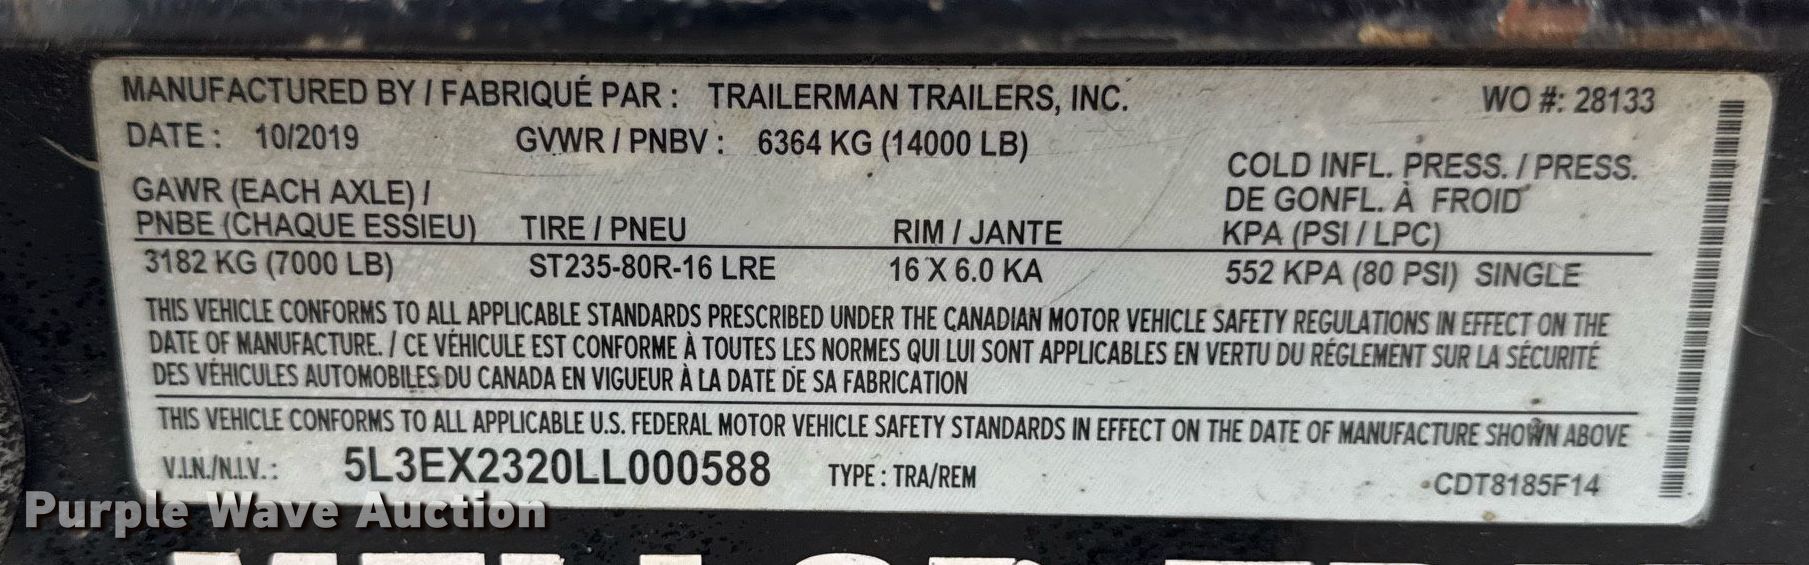 MANUFACTURED BY / FABRIQUÉ PAR : TRAILERMAN TRAILERS, INC. WO #: 28133
DATE : 10/2019 GVWR / PNBV : 6364 KG (14000 LB)
COLD INFL. PRESS. / PRESS.
GAWR (EACH AXLE) / DE GONFL. À FROID
PNBE (CHAQUE ESSIEU) TIRE / PNEU RIM / JANTE KPA (PSI / LPC)
3182 KG (7000 LB) ST235-80R-16 LRE 16 X 6.0 KA 552 KPA (80 PSI) SINGLE
THIS VEHICLE CONFORMS TO ALL APPLICABLE STANDARDS PRESCRIBED UNDER THE CANADIAN MOTOR VEHICLE SAFETY REGULATIONS IN EFFECT ON THE
DATE OF MANUFACTURE. / CE VÉHICULE EST CONFORME À TOUTES LES NORMES QUI LUI SONT APPLICABLES EN VERTU DU RÉGLEMENT SUR LA SÉCURITÉ
DES VÉHICULES AUTOMOBILES DU CANADA EN VIGUEUR À LA DATE DE SA FABRICATION
THIS VEHICLE CONFORMS TO ALL APPLICABLE U.S. FEDERAL MOTOR VEHICLE SAFETY STANDARDS IN EFFECT ON THE DATE OF MANUFACTURE SHOWN ABOVE
V.I.N./N.I.V. : 5L3EX2320LL000588 TYPE : TRA/REM CDT8185F14
Purple Wave Auction